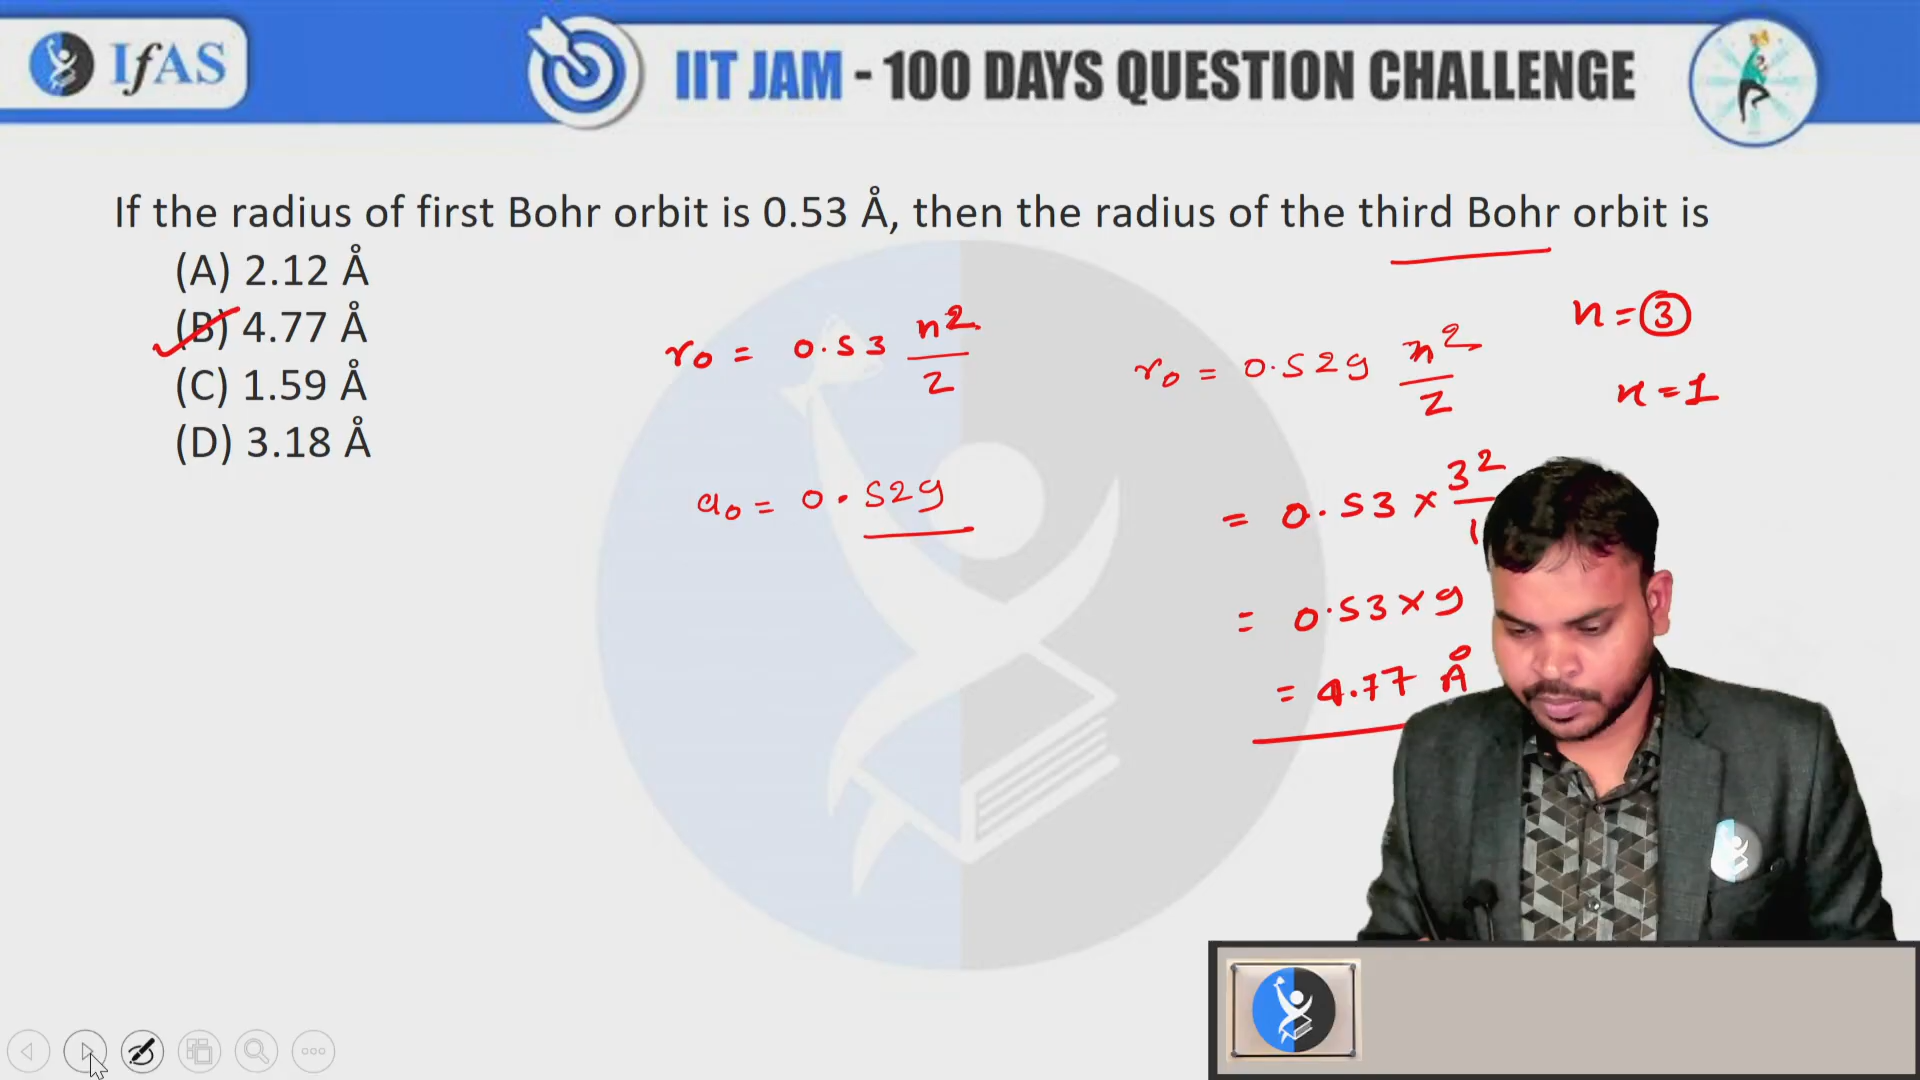 IfAS
IIT JAM - 100 DAYS QUESTION CHALLENGE
If the radius of first Bohr orbit is 0.53 Å, then the radius of the third Bohr orbit is
(A) 2.12 Å
(B) 4.77 Å
(C) 1.59 Å
(D) 3.18 Å
r0 = 0.53 n²/Z
a0 = 0.529
r0 = 0.529 n²/Z
n = 3
n = 1
= 0.53 × 3²/1
= 0.53 × 9
= 4.77 Å